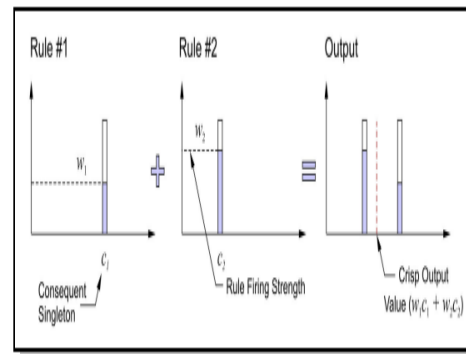 Rule #1
Rule #2
Output
w₁
w₂
+
=
c₁
c₂
Consequent
Singleton
Rule Firing Strength
Crisp Output
Value (w₁c₁ + w₂c₂)